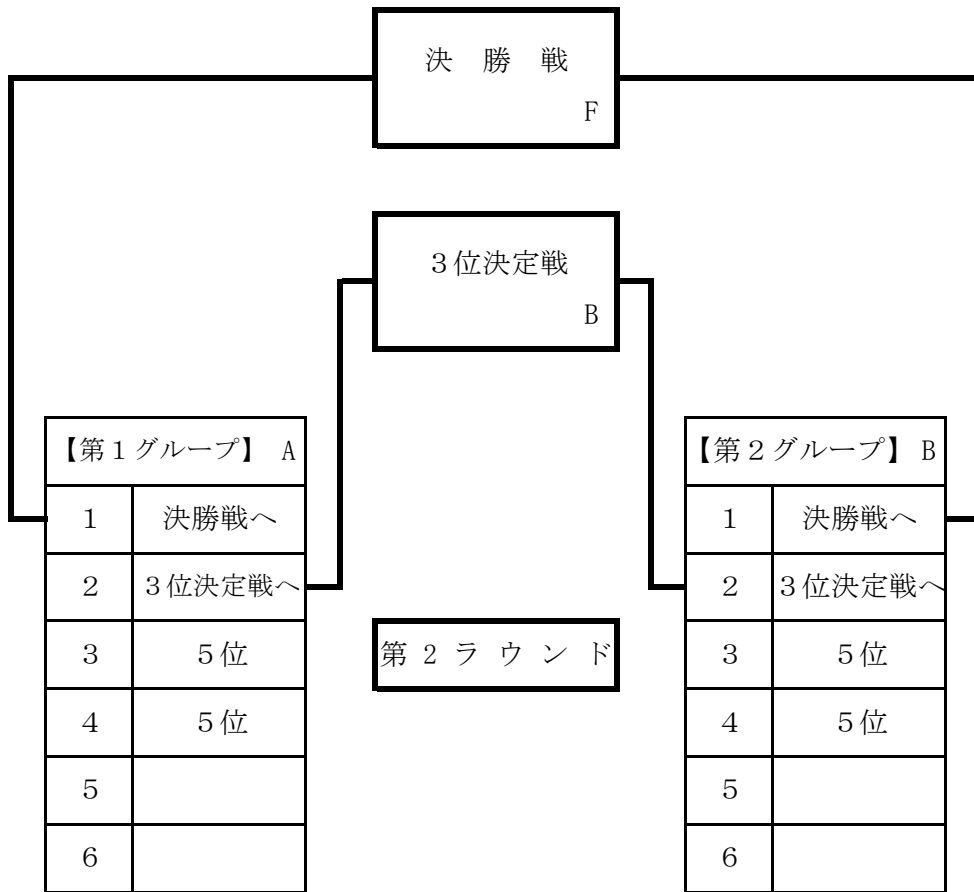 決 勝 戦
F
３位決定戦
B
【第１グループ】 A
1 決勝戦へ
2 ３位決定戦へ
3 ５位
4 ５位
5
6
第 2 ラ ウ ン ド
【第２グループ】 B
1 決勝戦へ
2 ３位決定戦へ
3 ５位
4 ５位
5
6